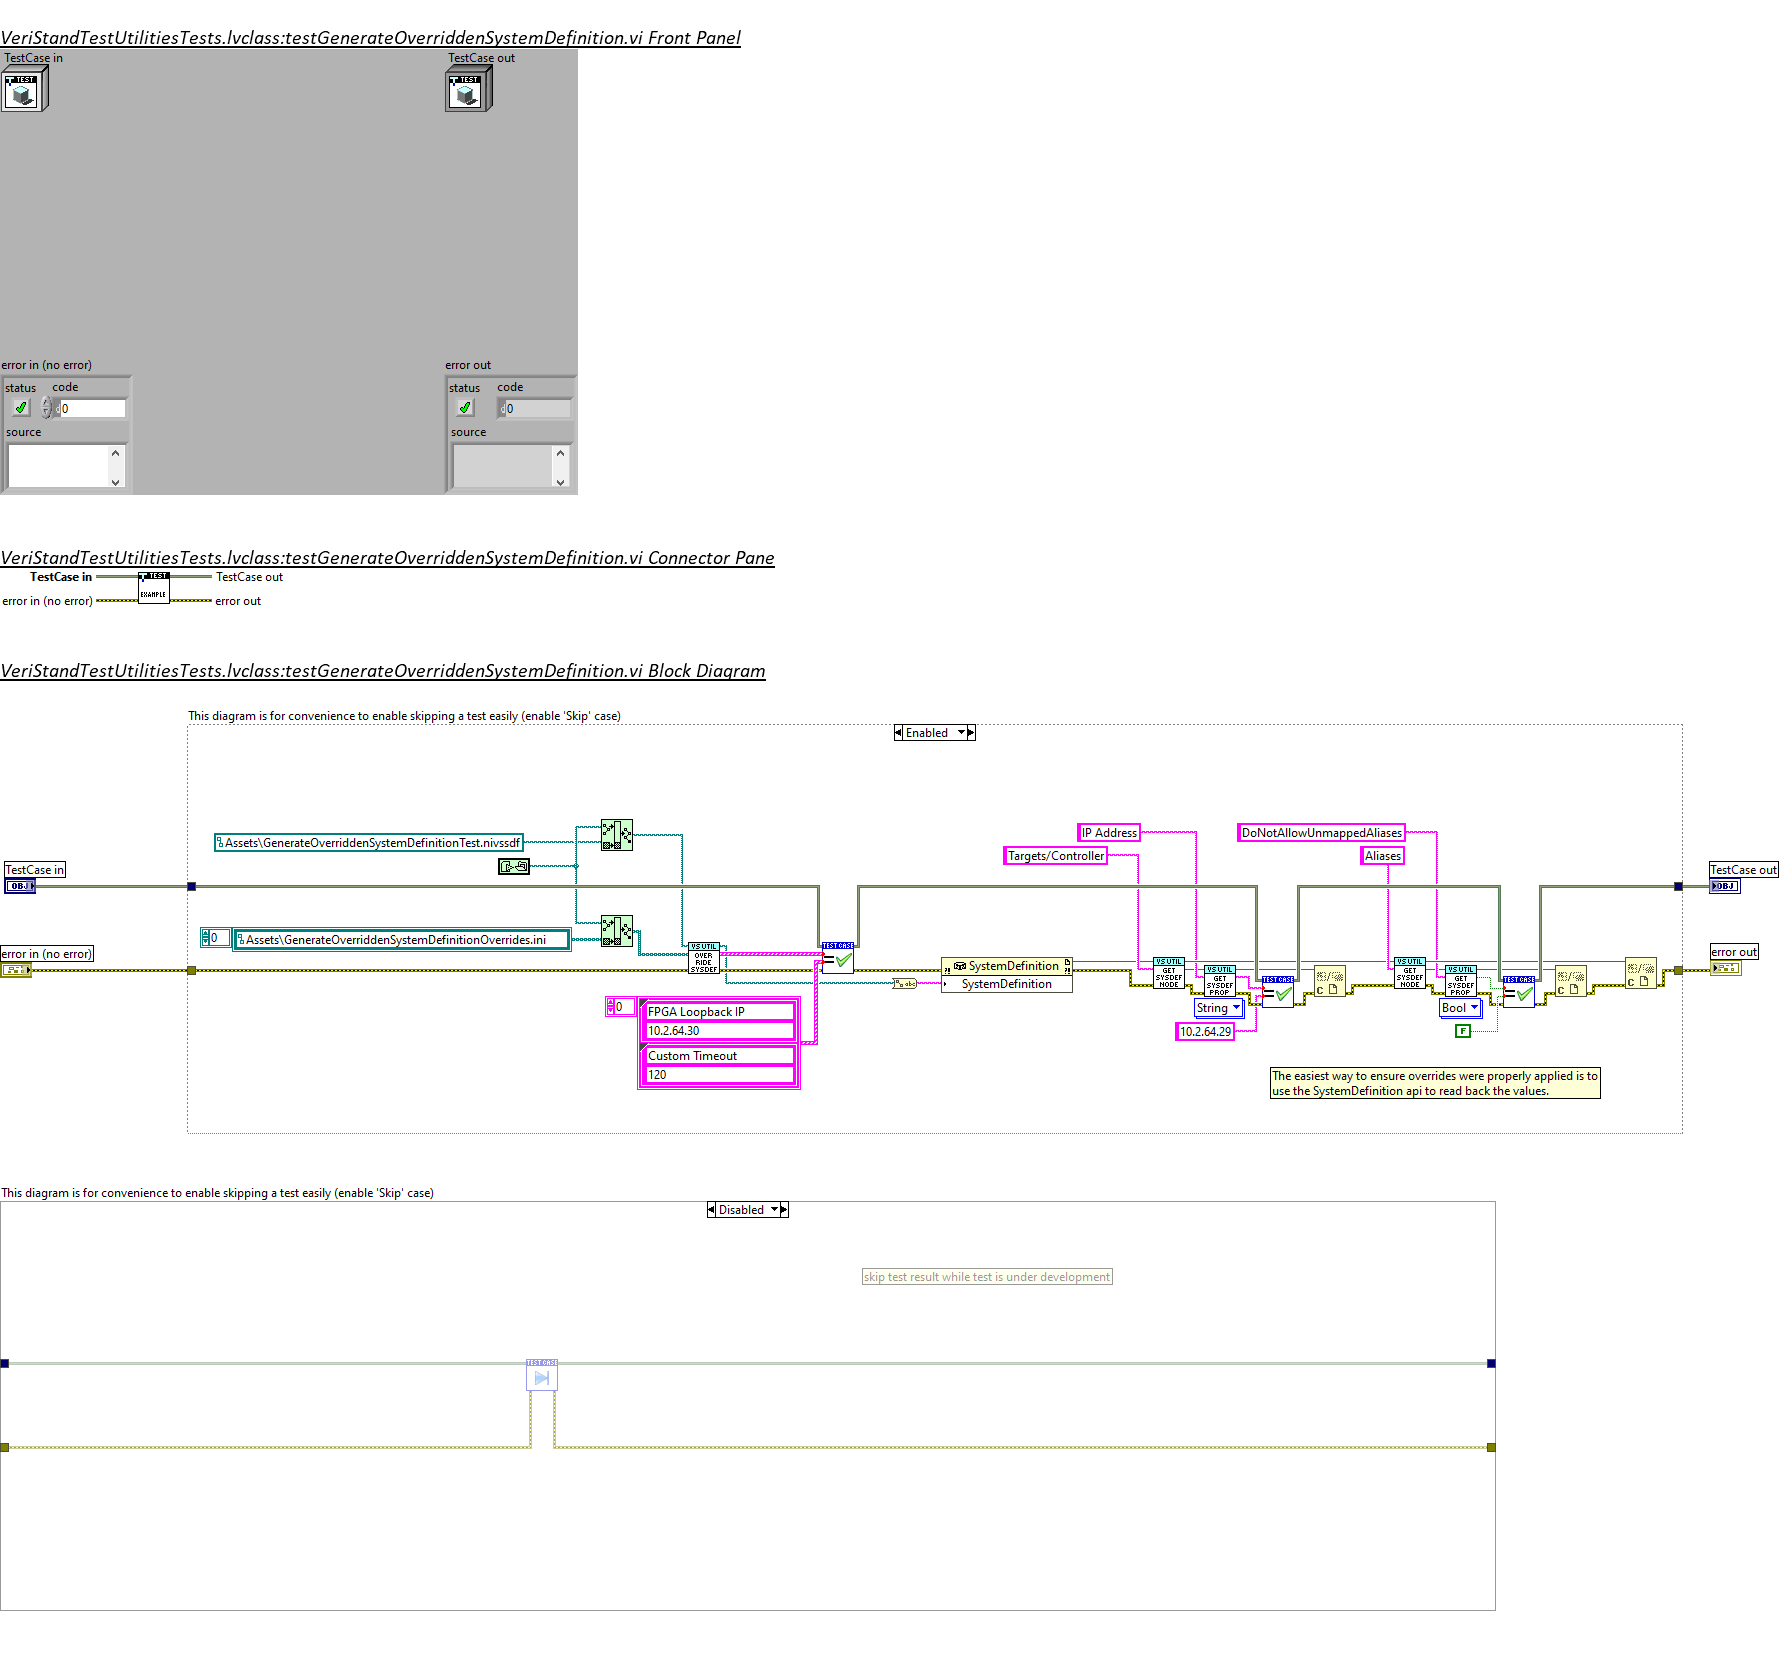 VeriStandTestUtilitiesTests.lvclass:testGenerateOverriddenSystemDefinition.vi Front Panel
TestCase in
TestCase out
TEST
TEST
error in (no error)
error out
status
code
status
code
d
0
d
0
source
source
VeriStandTestUtilitiesTests.lvclass:testGenerateOverriddenSystemDefinition.vi Connector Pane
TestCase in
TEST
TestCase out
error in (no error)
EXAMPLE
error out
VeriStandTestUtilitiesTests.lvclass:testGenerateOverriddenSystemDefinition.vi Block Diagram
This diagram is for convenience to enable skipping a test easily (enable 'Skip' case)
Enabled
Assets\GenerateOverriddenSystemDefinitionTest.nivssdf
IP Address
DoNotAllowUnmappedAliases
Targets/Controller
Aliases
TestCase in
OBJ
TestCase out
OBJ
0
Assets\GenerateOverriddenSystemDefinitionOverrides.ini
error in (no error)
error out
VS UTIL
OVER
RIDE
SYSDEF
TEST CASE
SystemDefinition
SystemDefinition
abc
VS UTIL
GET
SYSDEF
NODE
VS UTIL
GET
SYSDEF
PROP
TEST CASE
C
VS UTIL
GET
SYSDEF
NODE
VS UTIL
GET
SYSDEF
PROP
TEST CASE
C
C
String
Bool
0
FPGA Loopback IP
10.2.64.30
Custom Timeout
120
10.2.64.29
F
The easiest way to ensure overrides were properly applied is to
use the SystemDefinition api to read back the values.
This diagram is for convenience to enable skipping a test easily (enable 'Skip' case)
Disabled
skip test result while test is under development
TEST CASE